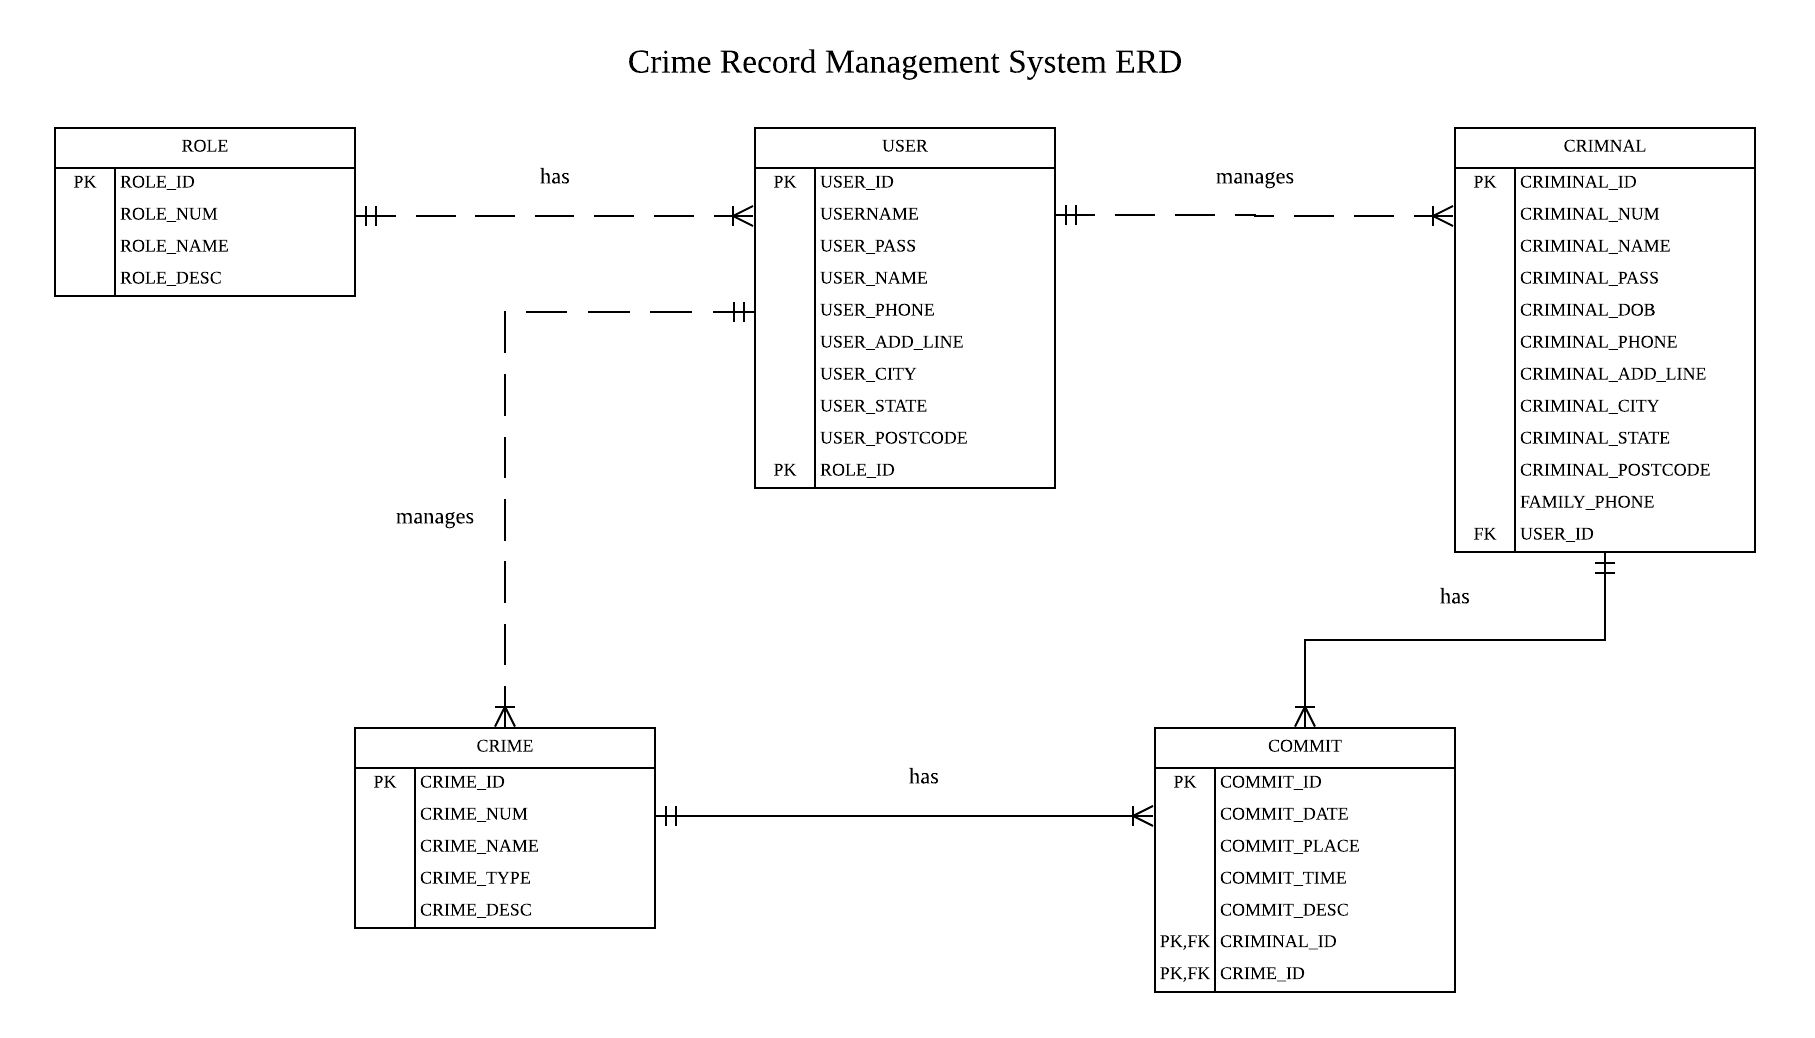 Crime Record Management System ERD
ROLE
PK ROLE_ID
ROLE_NUM
ROLE_NAME
ROLE_DESC
has
USER
PK USER_ID
USERNAME
USER_PASS
USER_NAME
USER_PHONE
USER_ADD_LINE
USER_CITY
USER_STATE
USER_POSTCODE
PK ROLE_ID
manages
CRIMNAL
PK CRIMINAL_ID
CRIMINAL_NUM
CRIMINAL_NAME
CRIMINAL_PASS
CRIMINAL_DOB
CRIMINAL_PHONE
CRIMINAL_ADD_LINE
CRIMINAL_CITY
CRIMINAL_STATE
CRIMINAL_POSTCODE
FAMILY_PHONE
FK USER_ID
manages
has
CRIME
PK CRIME_ID
CRIME_NUM
CRIME_NAME
CRIME_TYPE
CRIME_DESC
has
COMMIT
PK COMMIT_ID
COMMIT_DATE
COMMIT_PLACE
COMMIT_TIME
COMMIT_DESC
PK,FK CRIMINAL_ID
PK,FK CRIME_ID